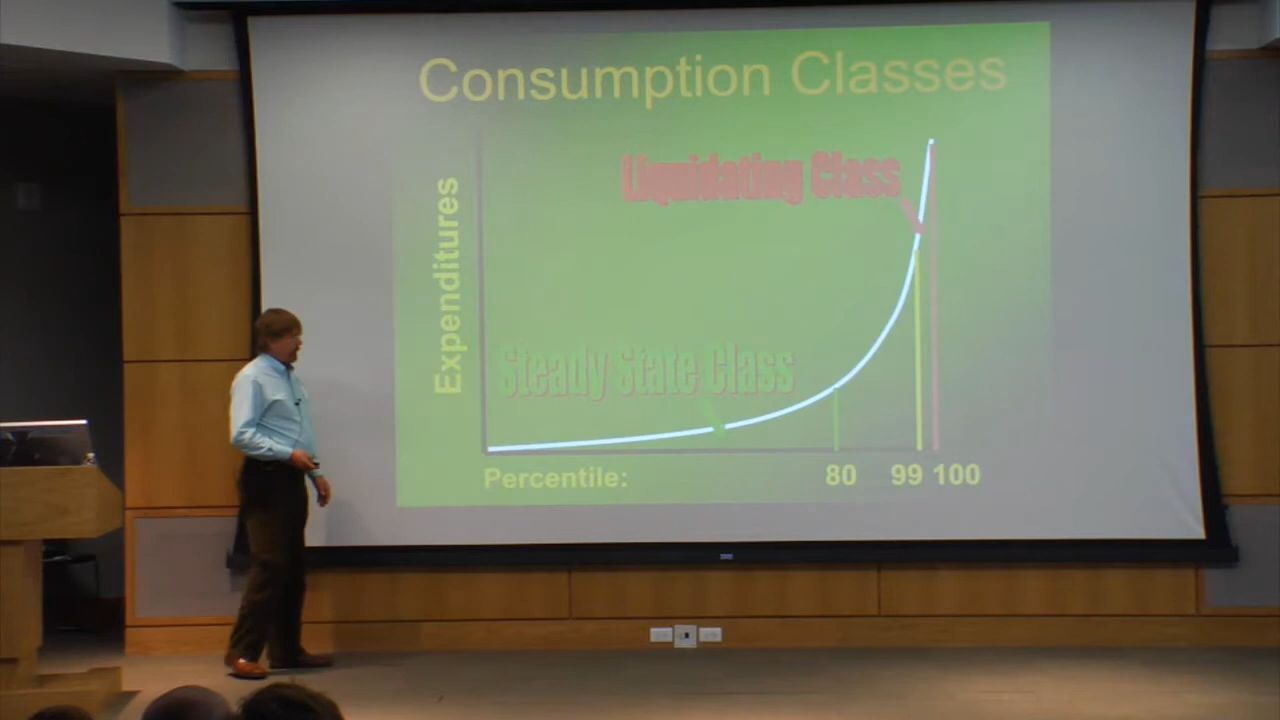 Consumption Classes
Liquidating Class
Expenditures
Steady State Class
Percentile: 80 99 100